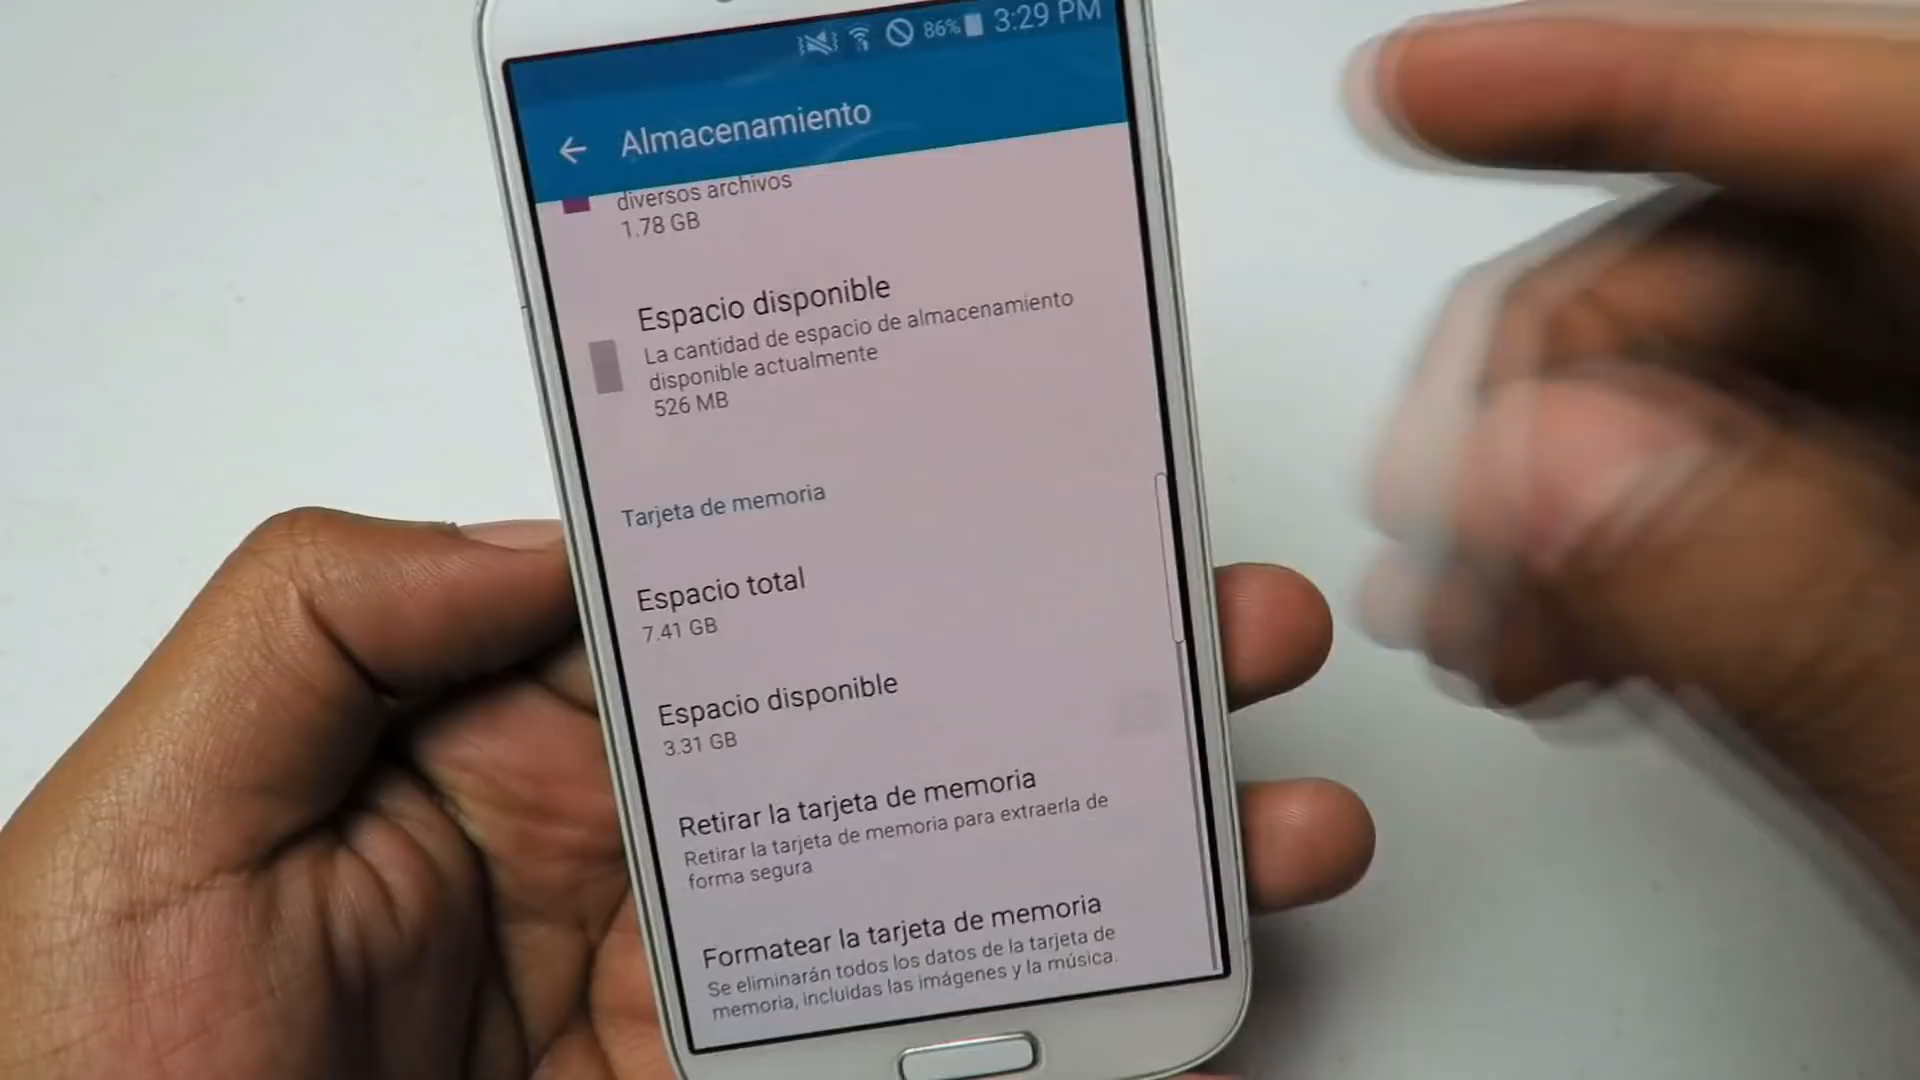 86% 3:29 PM
Almacenamiento
diversos archivos
1.78 GB
Espacio disponible
La cantidad de espacio de almacenamiento
disponible actualmente
526 MB
Tarjeta de memoria
Espacio total
7.41 GB
Espacio disponible
3.31 GB
Retirar la tarjeta de memoria
Retirar la tarjeta de memoria para extraerla de
forma segura
Formatear la tarjeta de memoria
Se eliminarán todos los datos de la tarjeta de
memoria, incluidas las imágenes y la música.